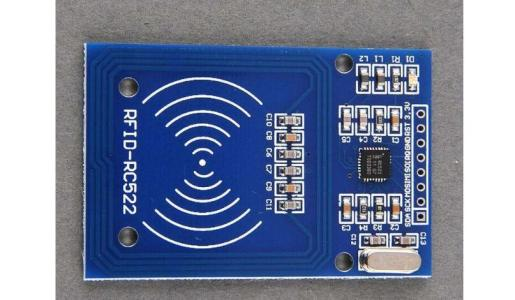 RFID-RC522
L2
L1
R1
D1
C10
C8
C6
C7
C9
C11
C5
C4
R2
C1
C3
R4
R3
C2
C12
C13
3.3V
RST
GND
IRQ
MISO
MOSI
SCK
SDA